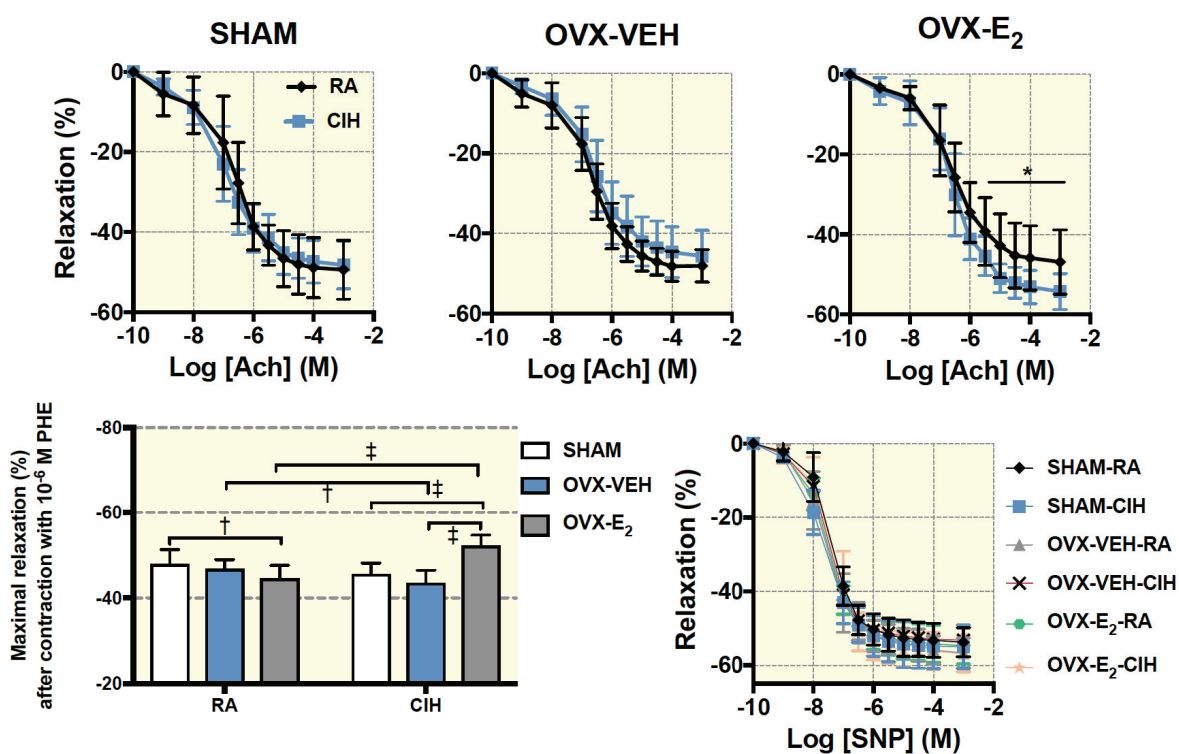 SHAM
OVX-VEH
OVX-E₂
Relaxation (%)
0
-20
-40
-60
RA
CIH
-10
-8
-6
-4
-2
Log [Ach] (M)
0
-20
-40
-60
-10
-8
-6
-4
-2
Log [Ach] (M)
0
-20
-40
-60
*
-10
-8
-6
-4
-2
Log [Ach] (M)
Maximal relaxation (%)
after contraction with 10⁻⁶ M PHE
-80
-60
-40
-20
†
†
‡
‡
‡
RA
CIH
SHAM
OVX-VEH
OVX-E₂
Relaxation (%)
0
-20
-40
-60
-10
-8
-6
-4
-2
Log [SNP] (M)
SHAM-RA
SHAM-CIH
OVX-VEH-RA
OVX-VEH-CIH
OVX-E₂-RA
OVX-E₂-CIH